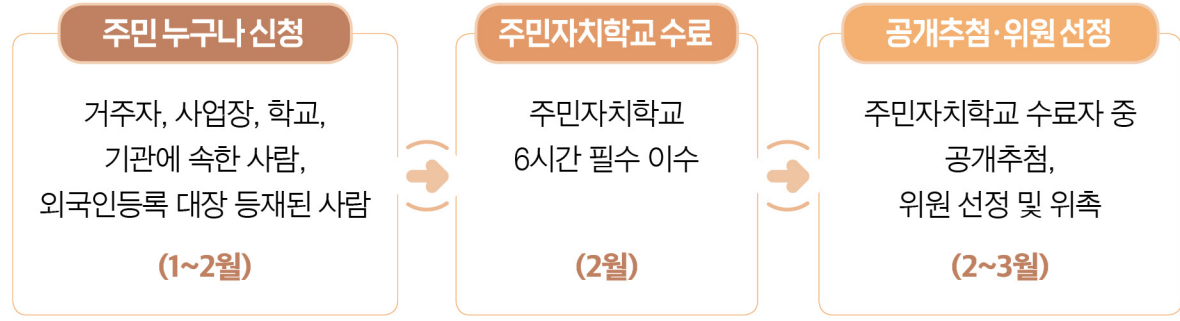 주민 누구나 신청
거주자, 사업장, 학교,
기관에 속한 사람,
외국인등록 대장 등재된 사람
(1~2월)
주민자치학교 수료
주민자치학교
6시간 필수 이수
(2월)
공개추첨·위원 선정
주민자치학교 수료자 중
공개추첨,
위원 선정 및 위촉
(2~3월)